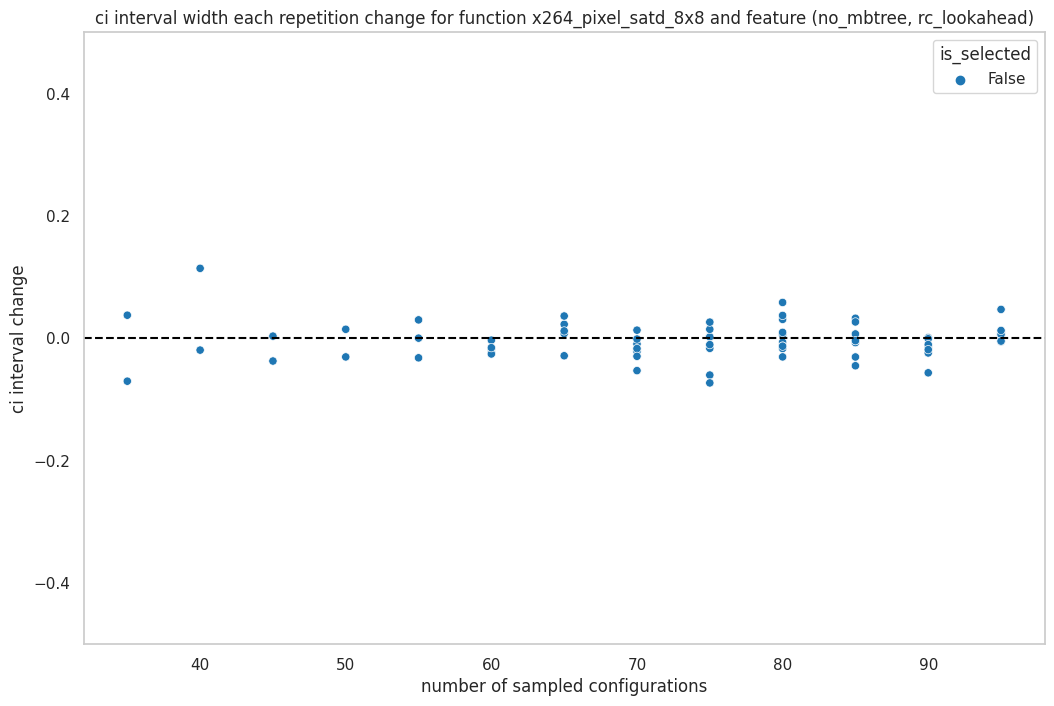 ci interval width each repetition change for function x264_pixel_satd_8x8 and feature (no_mbtree, rc_lookahead)
is_selected
False
0.4
0.2
0.0
−0.2
−0.4
ci interval change
40 50 60 70 80 90
number of sampled configurations